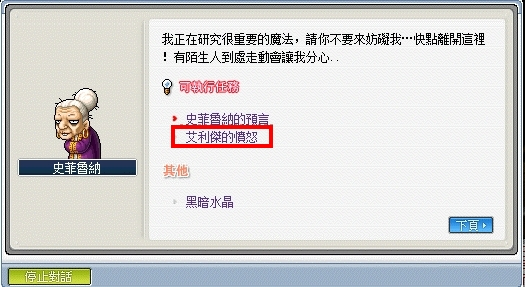 我正在研究很重要的魔法，請你不要來妨礙我…快點離開這裡
！有陌生人到處走動會讓我分心..
可執行任務
史菲魯納的預言
艾利傑的憤怒
其他
黑暗水晶
史菲魯納
下頁
停止對話